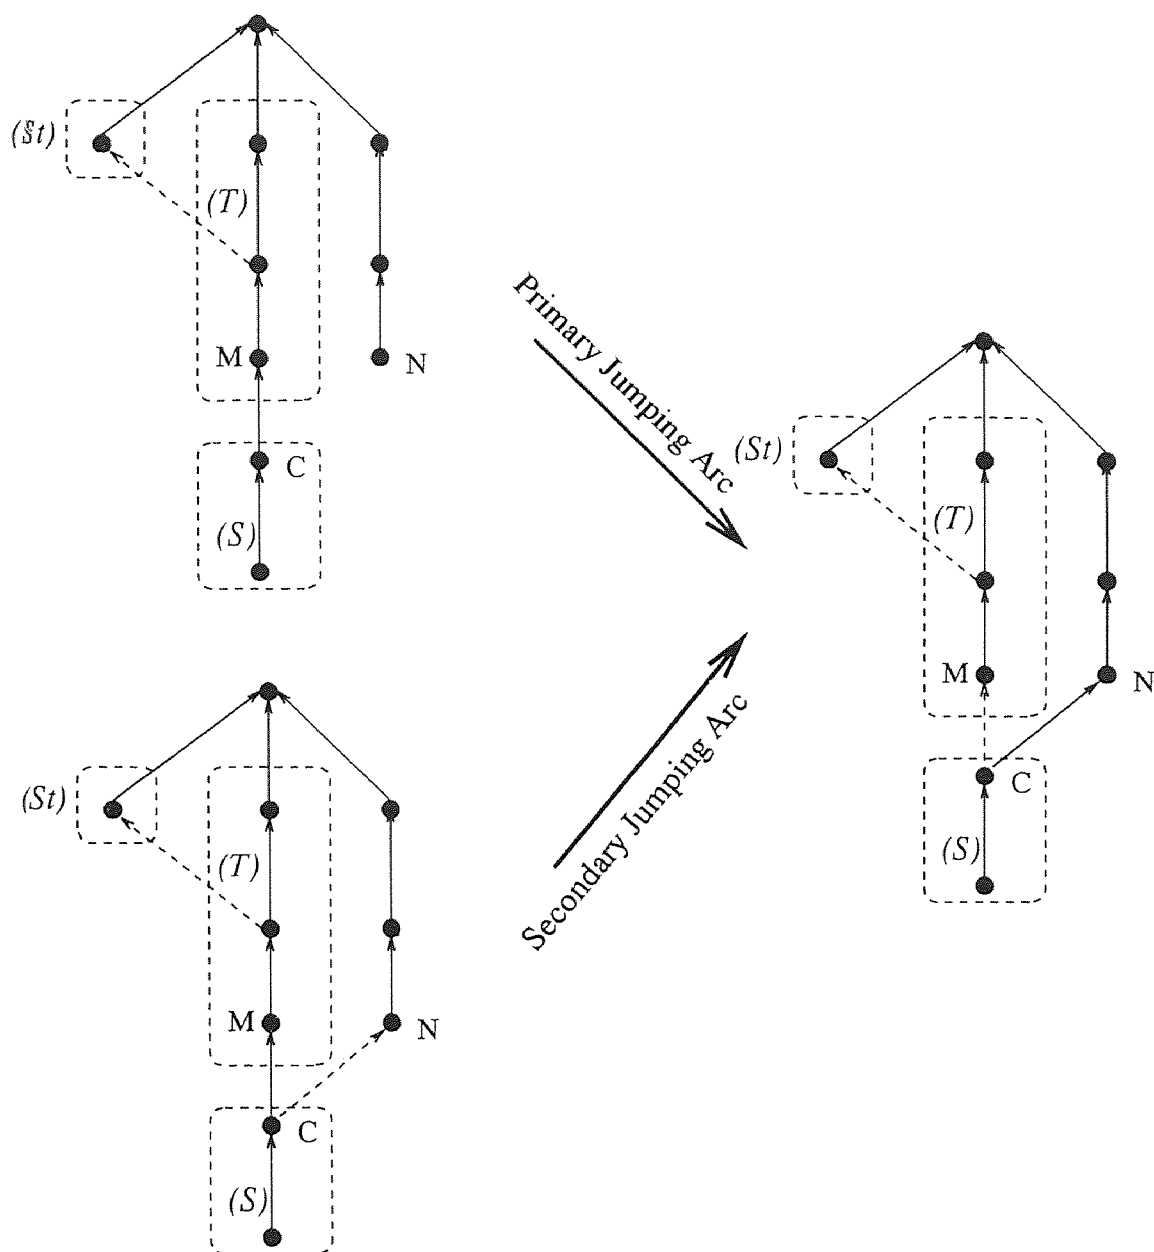 (St)
(T)
M
N
C
(S)
Primary Jumping Arc
(St)
(T)
M
N
C
(S)
Secondary Jumping Arc
(St)
(T)
M
N
C
(S)